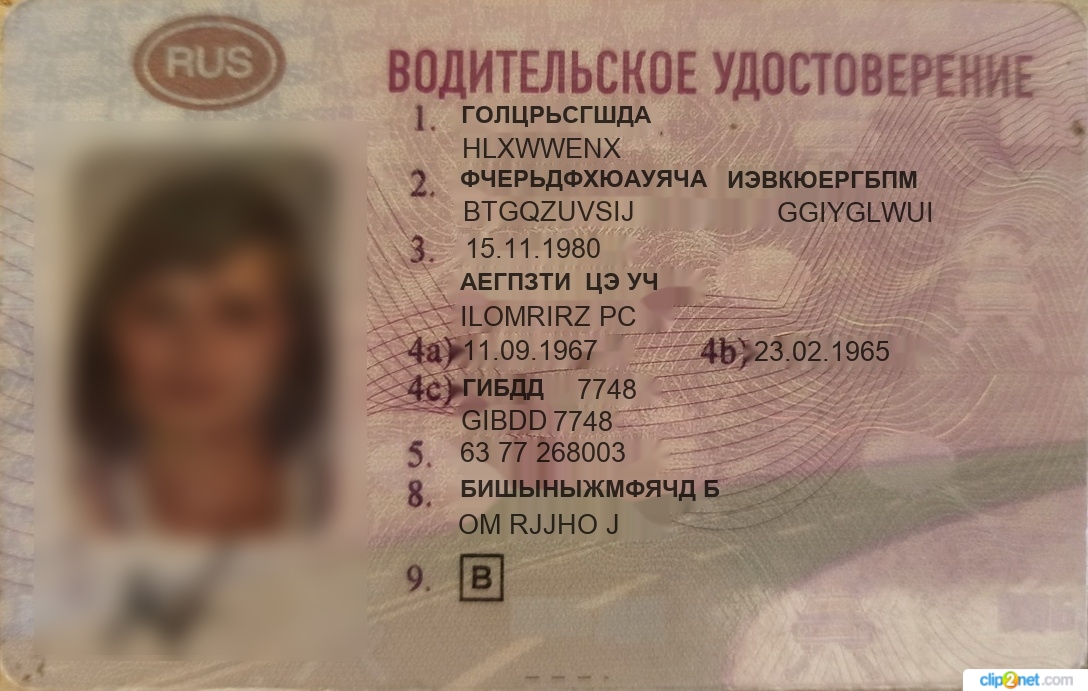 RUS
ВОДИТЕЛЬСКОЕ УДОСТОВЕРЕНИЕ
1. ГОЛЦРЬСГШДА
HLXWWENX
2. ФЧЕРЬДФХЮАУЯЧА ИЭВКЮЕРГБПМ
BTGQZUVSIJ GGIYGLWUI
3. 15.11.1980
АЕГПЗТИ ЦЭ УЧ
ILOMRIRZ PC
4a) 11.09.1967 4b) 23.02.1965
4c) ГИБДД 7748
GIBDD 7748
5. 63 77 268003
8. БИШЫНЫЖМФЯЧД Б
OM RJJHO J
9. B
clip2net.com